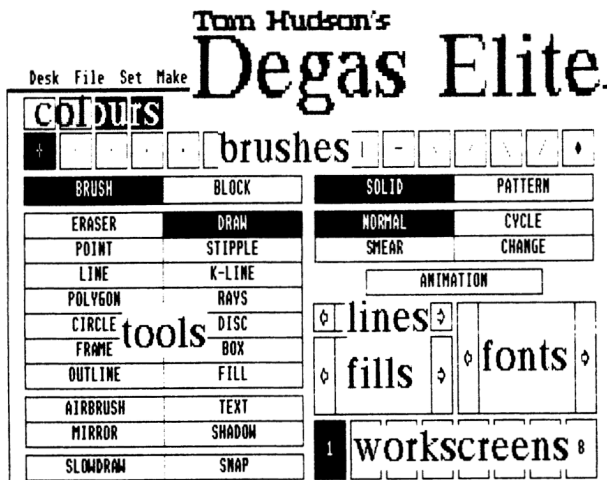 Tom Hudson's
Degas Elite.
Desk File Set Make
colours
brushes
BRUSH BLOCK SOLID PATTERN
ERASER DRAW NORMAL CYCLE
POINT STIPPLE SMEAR CHANGE
LINE K-LINE ANIMATION
POLYGON RAYS
CIRCLE DISC
tools lines
FRAME BOX
fills fonts
OUTLINE FILL
AIRBRUSH TEXT
MIRROR SHADOW
1 workscreens 8
SLOWDRAW SNAP